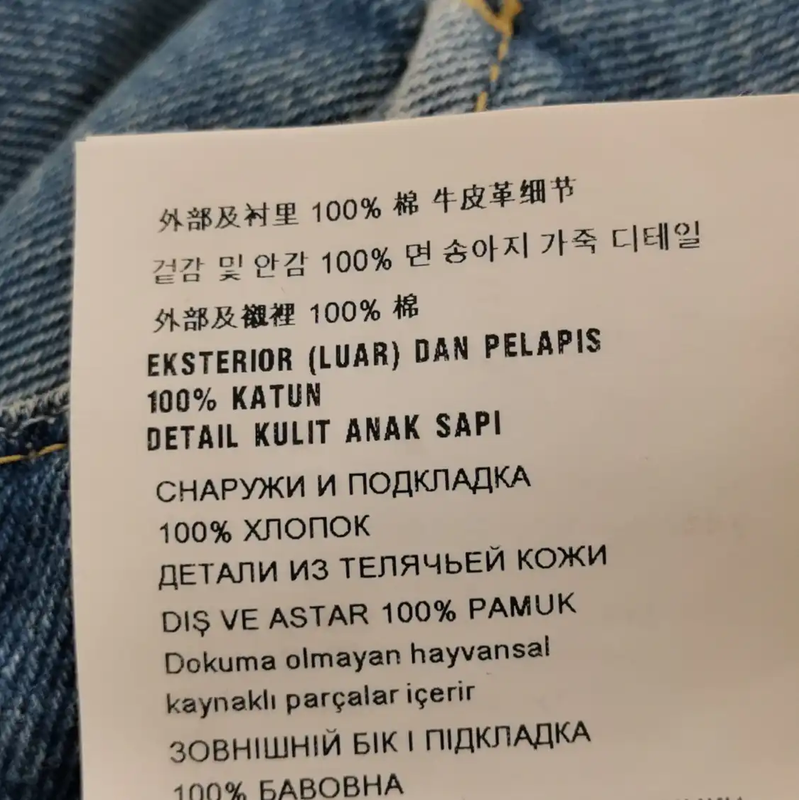 外部及衬里 100% 棉 牛皮革细节
겉감 및 안감 100% 면 송아지 가죽 디테일
外部及襯裡 100% 棉
EKSTERIOR (LUAR) DAN PELAPIS
100% KATUN
DETAIL KULIT ANAK SAPI
СНАРУЖИ И ПОДКЛАДКА
100% ХЛОПОК
ДЕТАЛИ ИЗ ТЕЛЯЧЬЕЙ КОЖИ
DIŞ VE ASTAR 100% PAMUK
Dokuma olmayan hayvansal
kaynaklı parçalar içerir
ЗОВНІШНІЙ БІК І ПІДКЛАДКА
100% БАВОВНА